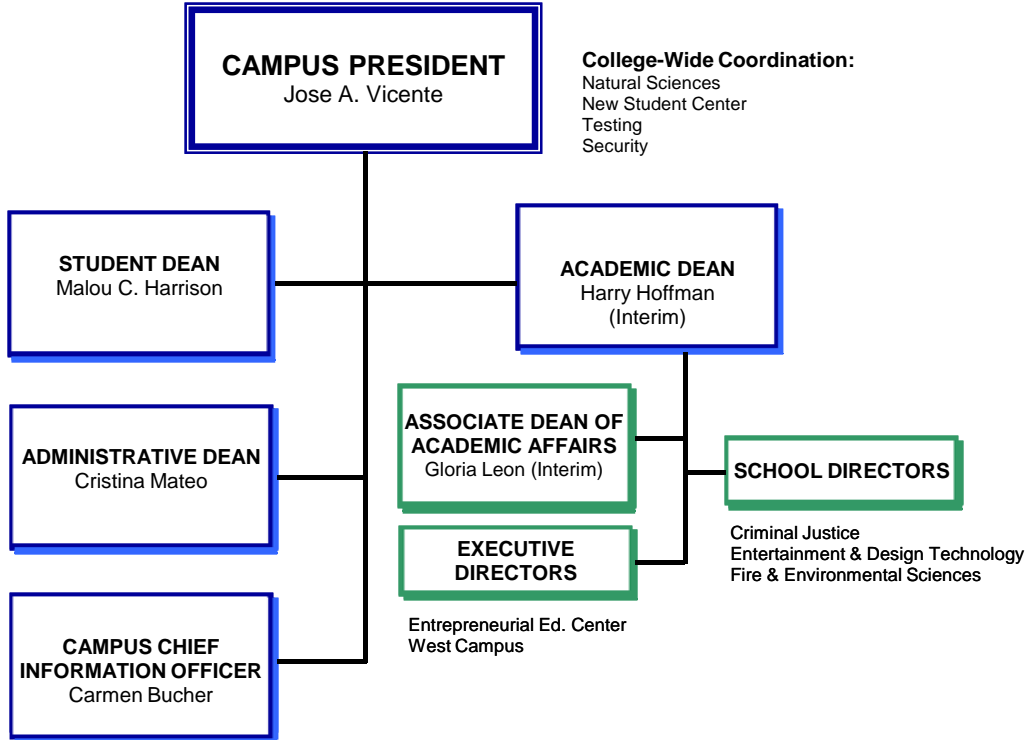 CAMPUS PRESIDENT
Jose A. Vicente
College-Wide Coordination:
Natural Sciences
New Student Center
Testing
Security
STUDENT DEAN
Malou C. Harrison
ACADEMIC DEAN
Harry Hoffman
(Interim)
ADMINISTRATIVE DEAN
Cristina Mateo
ASSOCIATE DEAN OF
ACADEMIC AFFAIRS
Gloria Leon (Interim)
SCHOOL DIRECTORS
Criminal Justice
Entertainment & Design Technology
Fire & Environmental Sciences
EXECUTIVE
DIRECTORS
Entrepreneurial Ed. Center
West Campus
CAMPUS CHIEF
INFORMATION OFFICER
Carmen Bucher